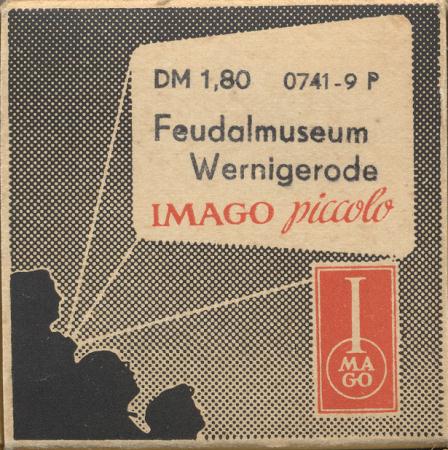 DM 1,80 0741-9 P
Feudalmuseum
Wernigerode
IMAGO piccolo
I
MA
GO